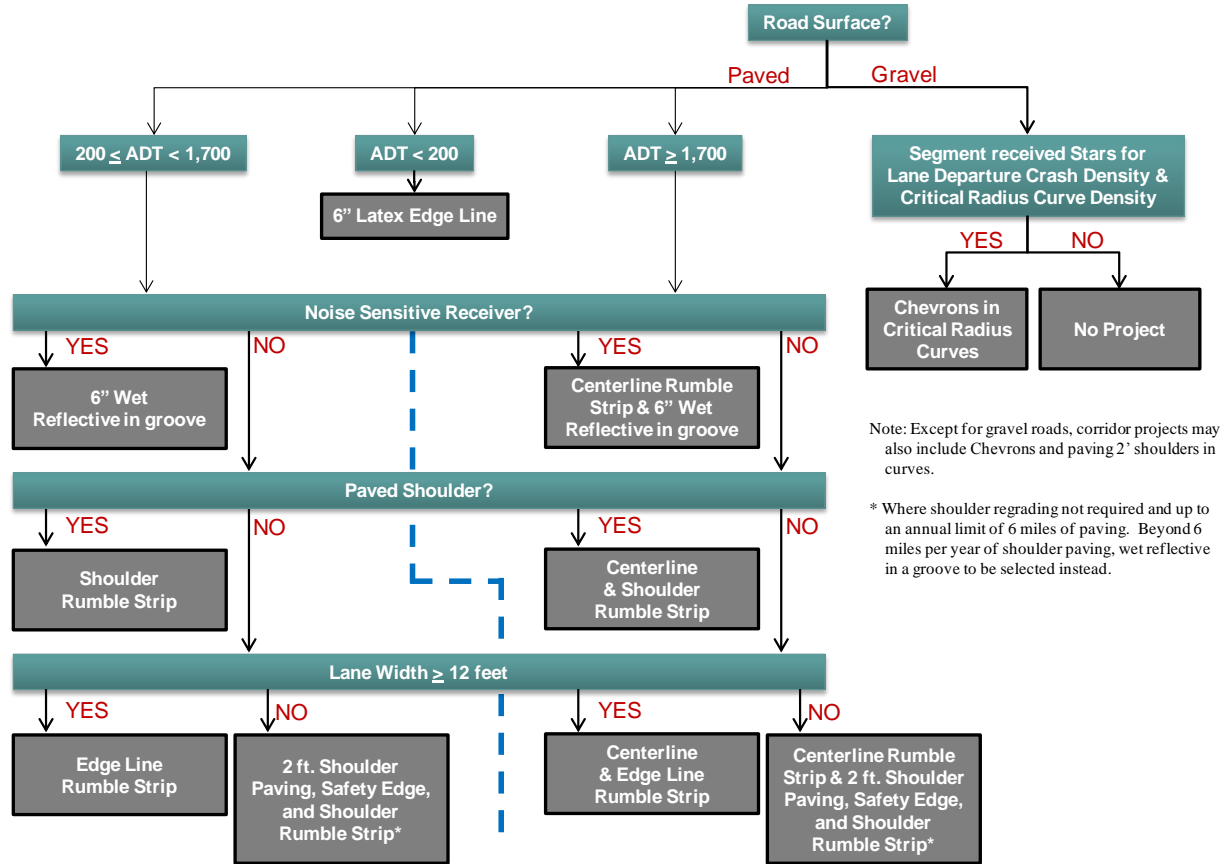 Road Surface?
Paved
Gravel
200 ≤ ADT < 1,700
ADT < 200
ADT ≥ 1,700
6” Latex Edge Line
Segment received Stars for
Lane Departure Crash Density &
Critical Radius Curve Density
YES
NO
Chevrons in
Critical Radius
Curves
No Project
Noise Sensitive Receiver?
YES
NO
YES
NO
6” Wet
Reflective in groove
Centerline Rumble
Strip & 6” Wet
Reflective in groove
Note: Except for gravel roads, corridor projects may
also include Chevrons and paving 2’ shoulders in
curves.
* Where shoulder regrading not required and up to
an annual limit of 6 miles of paving. Beyond 6
miles per year of shoulder paving, wet reflective
in a groove to be selected instead.
Paved Shoulder?
YES
NO
YES
NO
Shoulder
Rumble Strip
Centerline
& Shoulder
Rumble Strip
Lane Width ≥ 12 feet
YES
NO
YES
NO
Edge Line
Rumble Strip
2 ft. Shoulder
Paving, Safety Edge,
and Shoulder
Rumble Strip*
Centerline
& Edge Line
Rumble Strip
Centerline Rumble
Strip & 2 ft. Shoulder
Paving, Safety Edge,
and Shoulder
Rumble Strip*